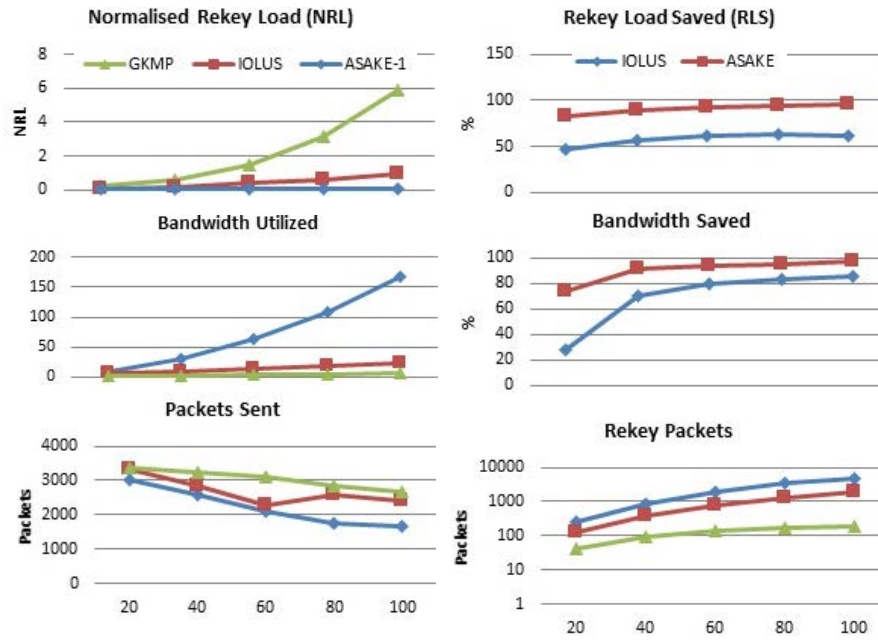 Normalised Rekey Load (NRL)
8
6
4
2
0
NRL
GKMP IOLUS ASAKE-1
Rekey Load Saved (RLS)
150
100
50
0
%
IOLUS ASAKE
Bandwidth Utilized
200
150
100
50
0
Bandwidth Saved
100
80
60
40
20
0
%
Packets Sent
4000
3000
2000
1000
0
Packets
20 40 60 80 100
Rekey Packets
10000
1000
100
10
1
Packets
20 40 60 80 100